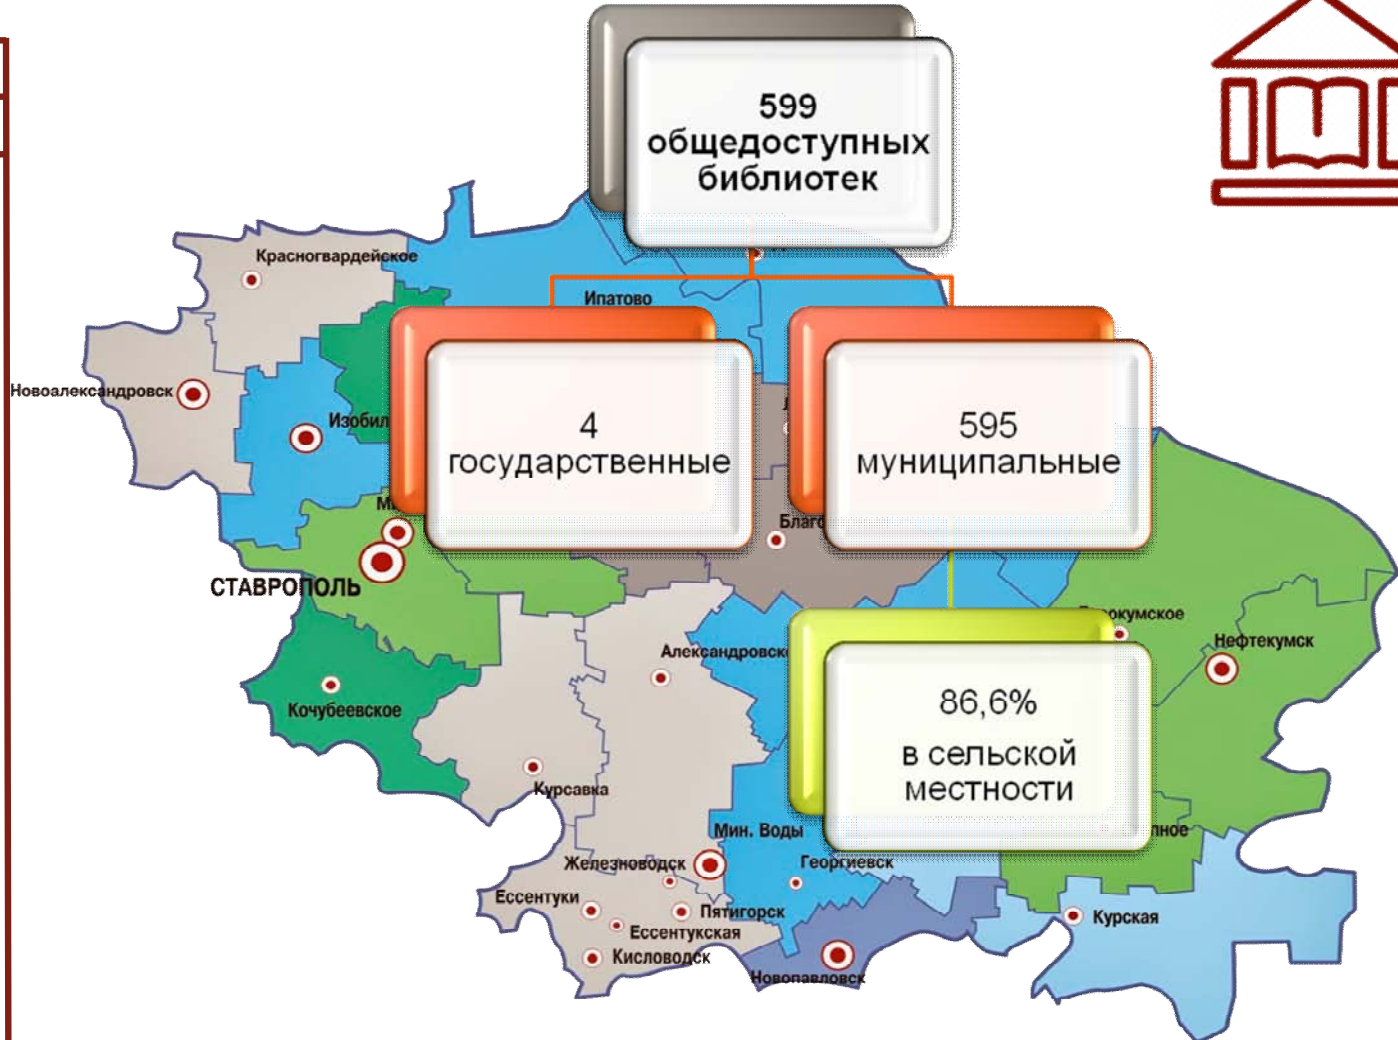 599
общедоступных
библиотек
Красногвардейское
Ипатово
Новоалександровск
4
государственные
595
муниципальные
СТАВРОПОЛЬ
Нефтекумск
Кочубеевское
86,6%
в сельской
местности
Курсавка
Мин. Воды
Железноводск
Георгиевск
Ессентуки
Пятигорск
Ессентукская
Курская
Кисловодск
Новопавловск